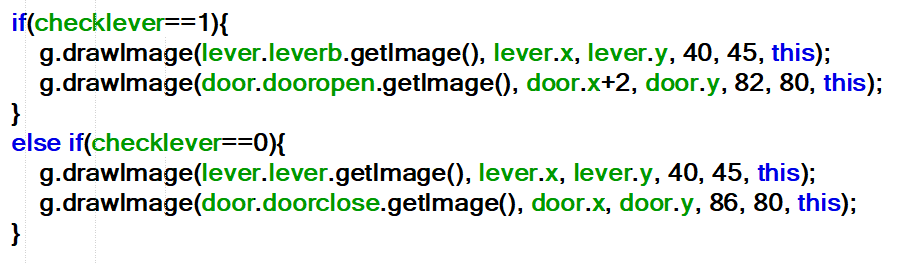 if(checklever==1){
g.drawImage(lever.leverb.getImage(), lever.x, lever.y, 40, 45, this);
g.drawImage(door.dooropen.getImage(), door.x+2, door.y, 82, 80, this);
}
else if(checklever==0){
g.drawImage(lever.lever.getImage(), lever.x, lever.y, 40, 45, this);
g.drawImage(door.doorclose.getImage(), door.x, door.y, 86, 80, this);
}